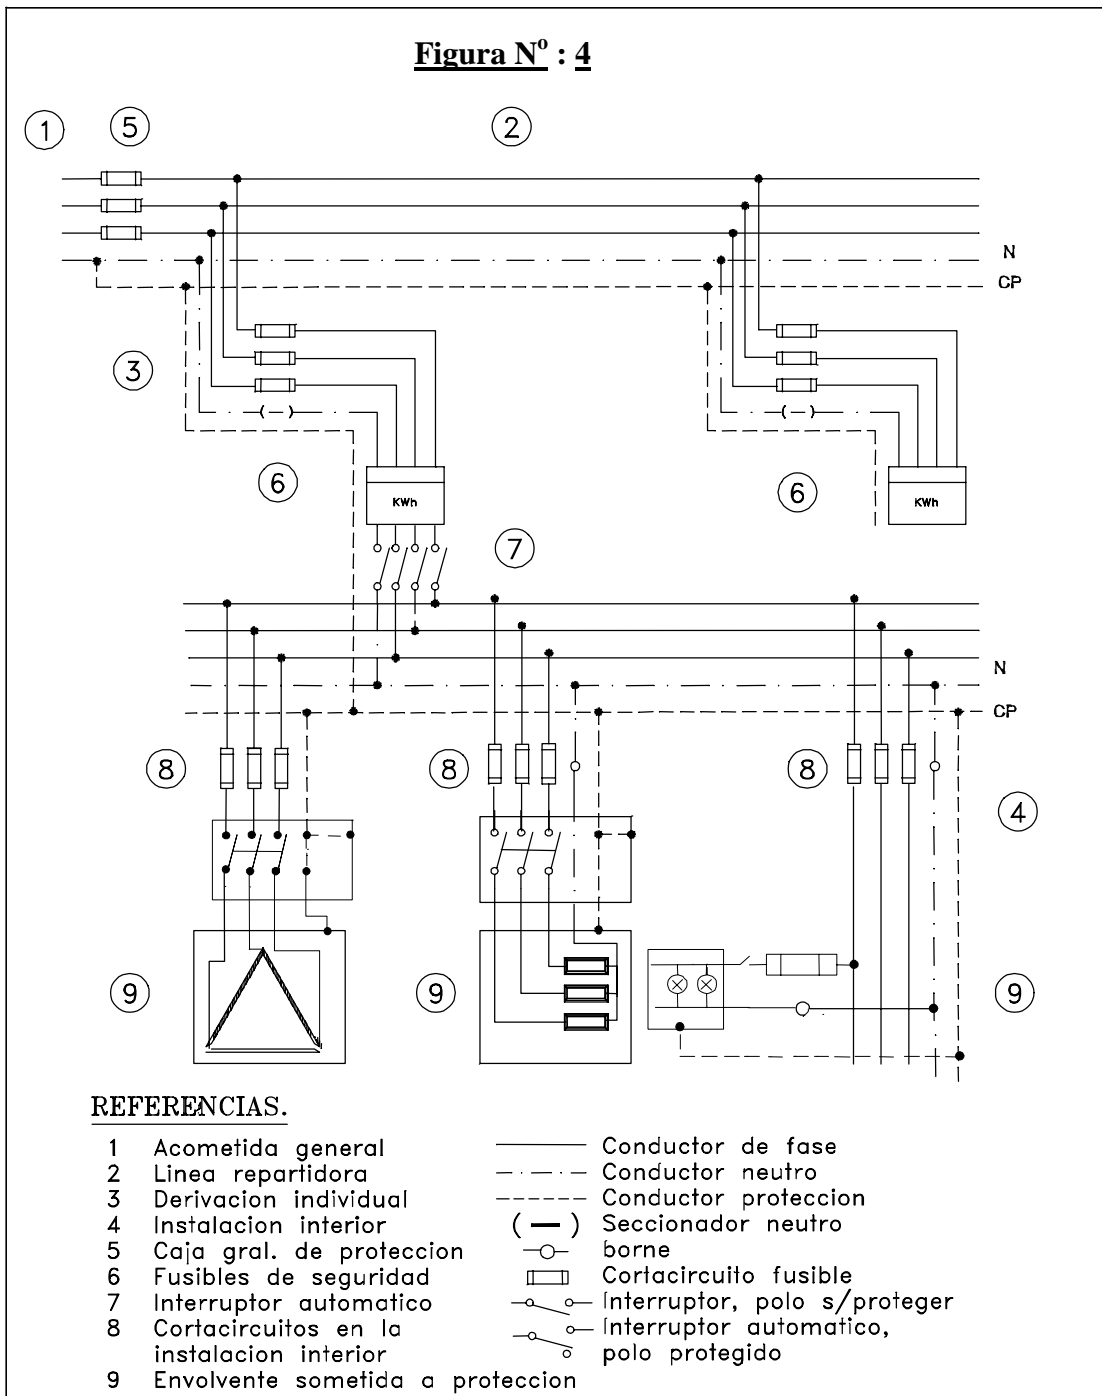 Figura Nº : 4
1 5 2
N
CP
3
6 6
KWh KWh
7
N
CP
8 8 8
4
9 9 9
REFERENCIAS.
1 Acometida general
2 Linea repartidora
3 Derivacion individual
4 Instalacion interior
5 Caja gral. de proteccion
6 Fusibles de seguridad
7 Interruptor automatico
8 Cortacircuitos en la
instalacion interior
9 Envolvente sometida a proteccion
Conductor de fase
Conductor neutro
Conductor proteccion
Seccionador neutro
borne
Cortacircuito fusible
Interruptor, polo s/proteger
Interruptor automatico,
polo protegido